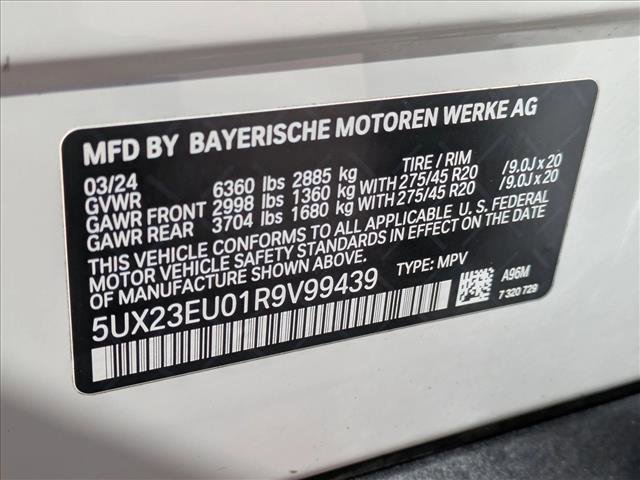 MFD BY BAYERISCHE MOTOREN WERKE AG
03/24 TIRE / RIM
GVWR 6360 lbs 2885 kg
GAWR FRONT 2998 lbs 1360 kg WITH 275/45 R20 /9.0J x 20
GAWR REAR 3704 lbs 1680 kg WITH 275/45 R20 /9.0J x 20
THIS VEHICLE CONFORMS TO ALL APPLICABLE U. S. FEDERAL
MOTOR VEHICLE SAFETY STANDARDS IN EFFECT ON THE DATE
OF MANUFACTURE SHOWN ABOVE.
5UX23EU01R9V99439 TYPE: MPV
A96M
7 320 729